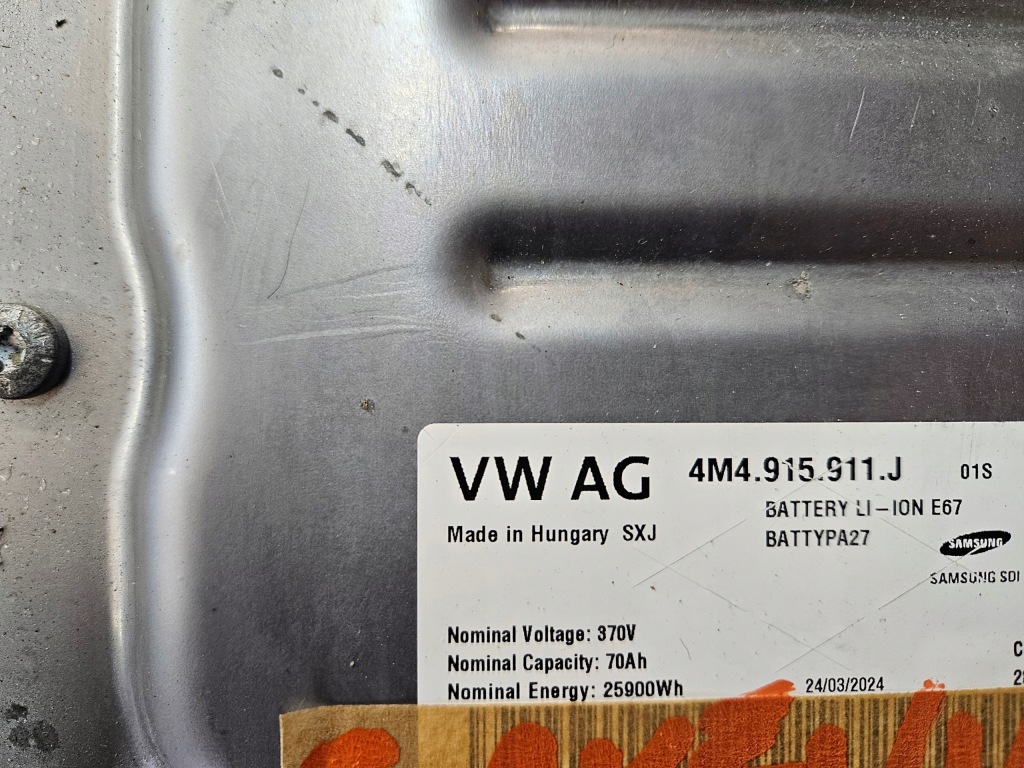 VW AG 4M4.915.911.J 01S
BATTERY LI-ION E67
Made in Hungary SXJ BATTYPA27
SAMSUNG
SAMSUNG SDI
Nominal Voltage: 370V
Nominal Capacity: 70Ah
Nominal Energy: 25900Wh 24/03/2024